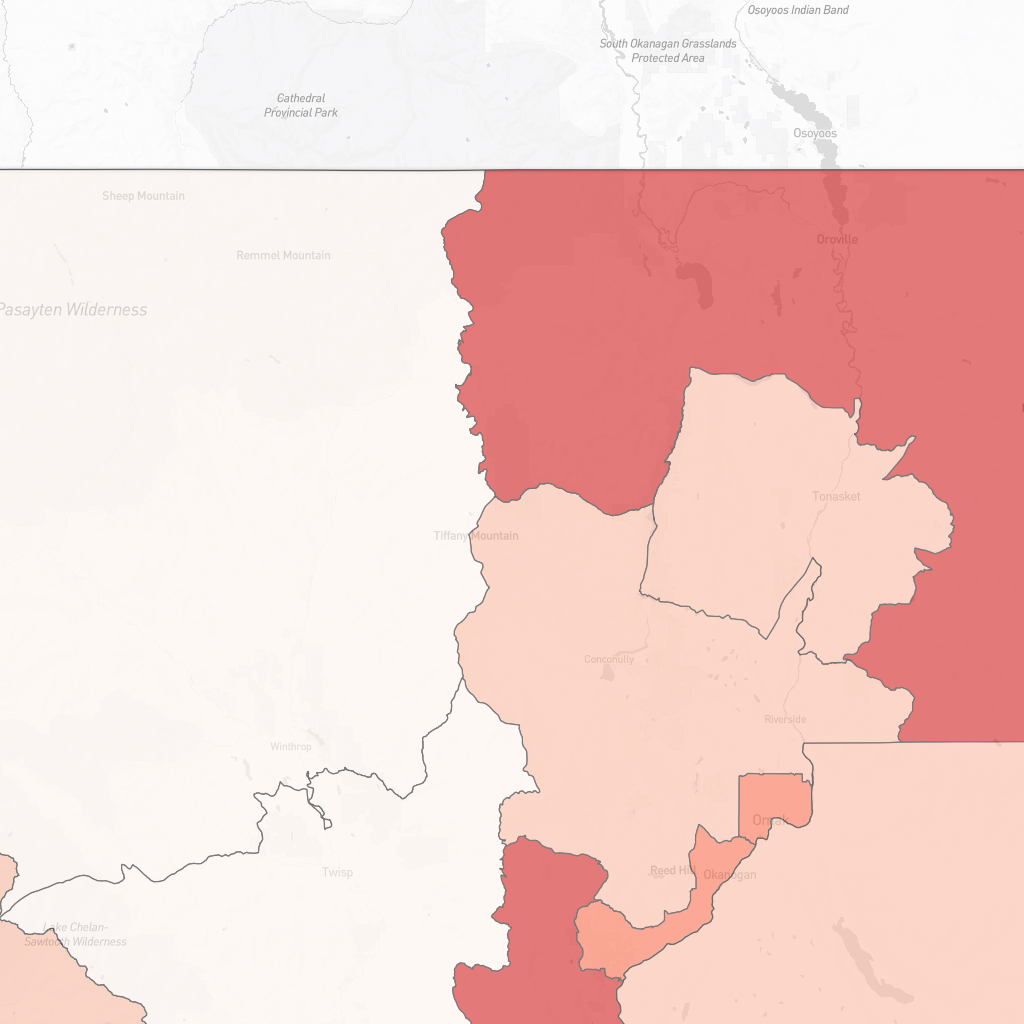 Osoyoos Indian Band
South Okanagan Grasslands
Protected Area
Cathedral
Provincial Park
Osoyoos
Sheep Mountain
Oroville
Remmel Mountain
Pasayten Wilderness
Tonasket
Tiffany Mountain
Conconully
Riverside
Winthrop
Omak
Twisp
Reed Hill
Okanogan
Lake Chelan-
Sawtooth Wilderness